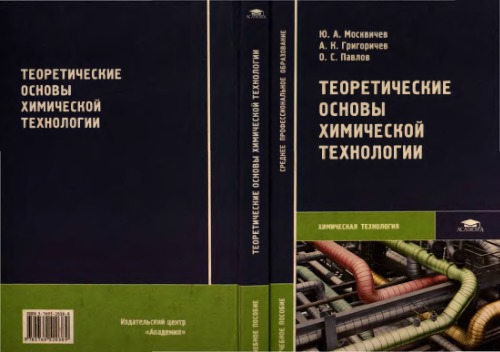 ТЕОРЕТИЧЕСКИЕ
ОСНОВЫ
ХИМИЧЕСКОЙ
ТЕХНОЛОГИИ
Издательский центр
«Академия»
ТЕОРЕТИЧЕСКИЕ ОСНОВЫ ХИМИЧЕСКОЙ ТЕХНОЛОГИИ
СРЕДНЕЕ ПРОФЕССИОНАЛЬНОЕ ОБРАЗОВАНИЕ
Ю. А. Москвичев
А. К. Григоричев
О. С. Павлов
ТЕОРЕТИЧЕСКИЕ
ОСНОВЫ
ХИМИЧЕСКОЙ
ТЕХНОЛОГИИ
ХИМИЧЕСКАЯ ТЕХНОЛОГИЯ
ACADEMIA